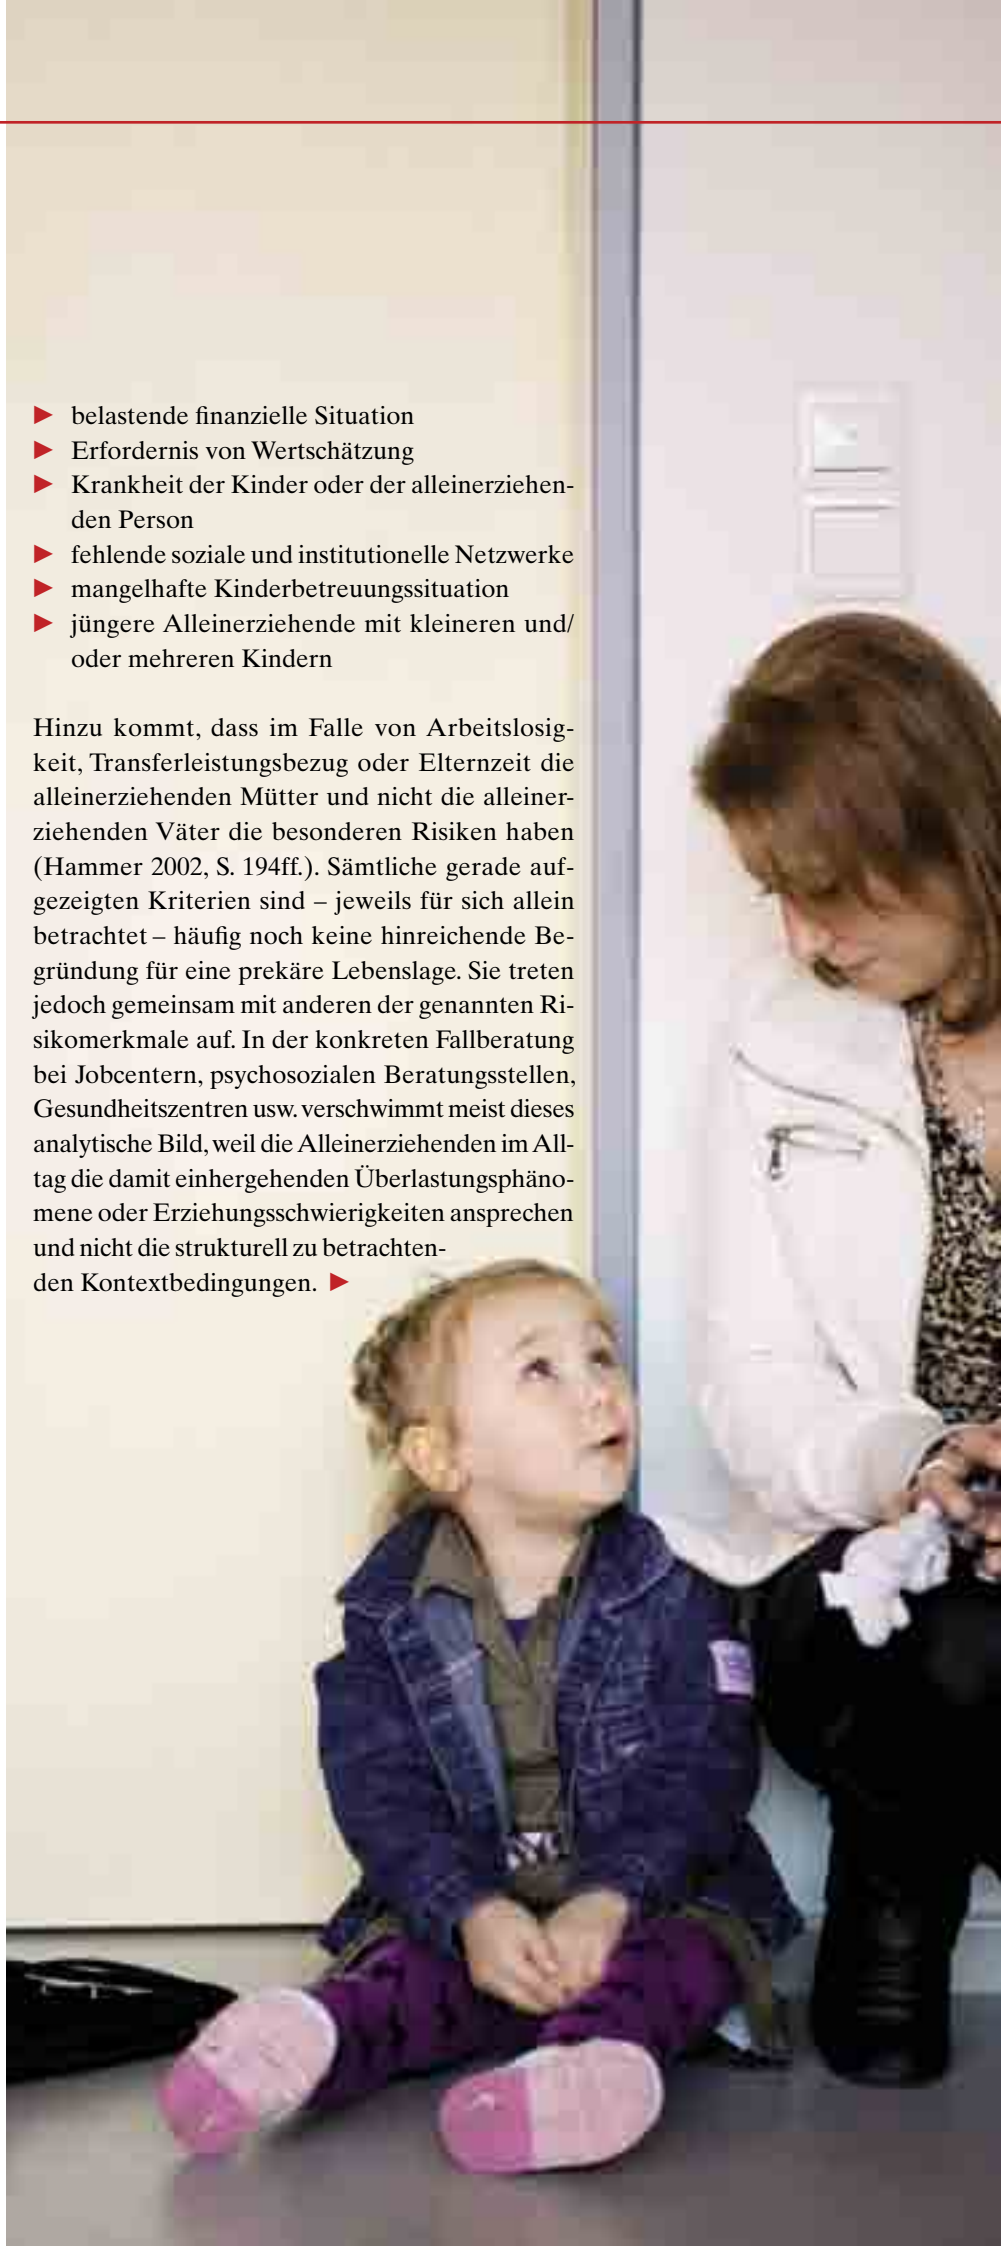 ▶ belastende finanzielle Situation
▶ Erfordernis von Wertschätzung
▶ Krankheit der Kinder oder der alleinerziehen-
den Person
▶ fehlende soziale und institutionelle Netzwerke
▶ mangelhafte Kinderbetreuungssituation
▶ jüngere Alleinerziehende mit kleineren und/
oder mehreren Kindern
Hinzu kommt, dass im Falle von Arbeitslosig-
keit, Transferleistungsbezug oder Elternzeit die
alleinerziehenden Mütter und nicht die alleiner-
ziehenden Väter die besonderen Risiken haben
(Hammer 2002, S. 194ff.). Sämtliche gerade auf-
gezeigten Kriterien sind – jeweils für sich allein
betrachtet – häufig noch keine hinreichende Be-
gründung für eine prekäre Lebenslage. Sie treten
jedoch gemeinsam mit anderen der genannten Ri-
sikomerkmale auf. In der konkreten Fallberatung
bei Jobcentern, psychosozialen Beratungsstellen,
Gesundheitszentren usw. verschwimmt meist dieses
analytische Bild, weil die Alleinerziehenden im All-
tag die damit einhergehenden Überlastungsphäno-
mene oder Erziehungsschwierigkeiten ansprechen
und nicht die strukturell zu betrachten-
den Kontextbedingungen. ▶